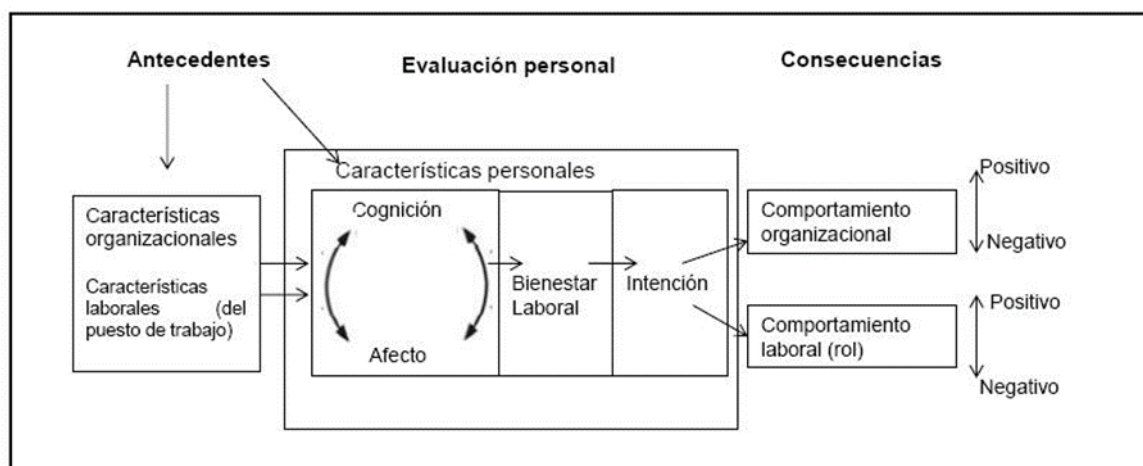 Antecedentes
Evaluación personal
Consecuencias
Características
organizacionales
Características
laborales (del
puesto de trabajo)
Características personales
Cognición
Afecto
Bienestar
Laboral
Intención
Comportamiento
organizacional
Positivo
Negativo
Comportamiento
laboral (rol)
Positivo
Negativo